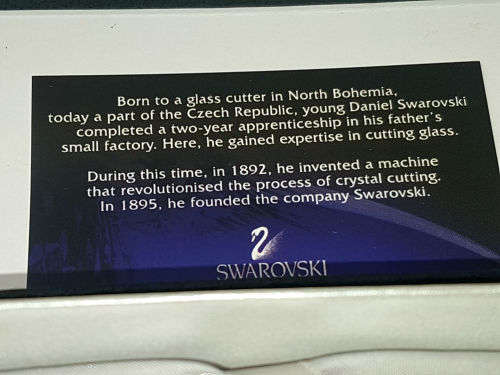 Born to a glass cutter in North Bohemia,
today a part of the Czech Republic, young Daniel Swarovski
completed a two-year apprenticeship in his father's
small factory. Here, he gained expertise in cutting glass.
During this time, in 1892, he invented a machine
that revolutionised the process of crystal cutting.
In 1895, he founded the company Swarovski.
SWAROVSKI